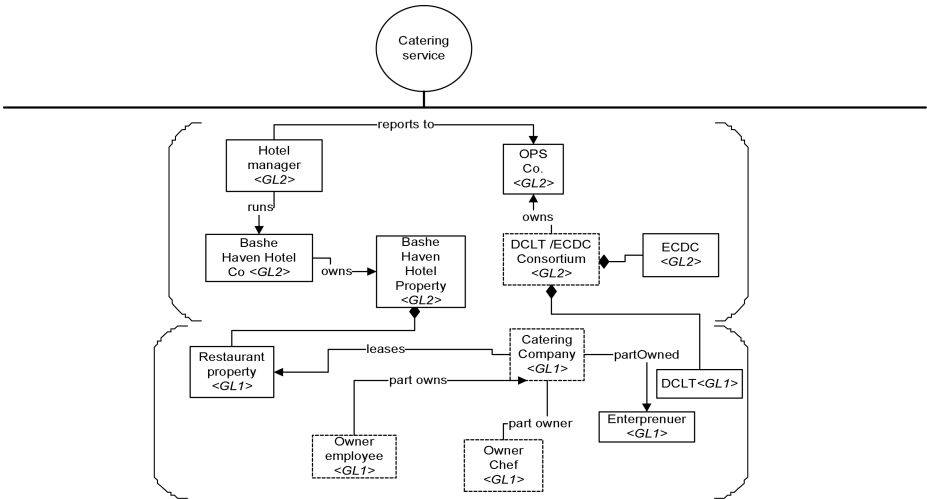 Catering
service
reports to
Hotel
manager
<GL2>
OPS
Co.
<GL2>
runs
owns
Bashe
Haven Hotel
Co <GL2>
owns
Bashe
Haven
Hotel
Property
<GL2>
DCLT /ECDC
Consortium
<GL2>
ECDC
<GL2>
Restaurant
property
<GL1>
leases
Catering
Company
<GL1>
partOwned
part owns
DCLT<GL1>
Enterprenuer
<GL1>
part owner
Owner
employee
<GL1>
Owner
Chef
<GL1>